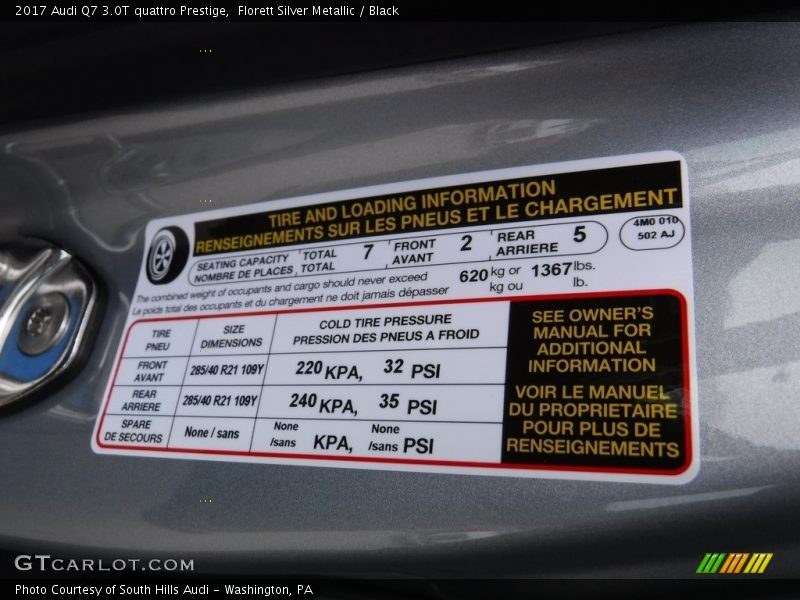 2017 Audi Q7 3.0T quattro Prestige,  Florett Silver Metallic / Black
TIRE AND LOADING INFORMATION
RENSEIGNEMENTS SUR LES PNEUS ET LE CHARGEMENT
SEATING CAPACITY TOTAL 7 FRONT 2 REAR 5
NOMBRE DE PLACES TOTAL AVANT ARRIERE
4M0 010
502 AJ
The combined weight of occupants and cargo should never exceed 620 kg or 1367 lbs.
Le poids total des occupants et du chargement ne doit jamais dépasser kg ou lb.
TIRE SIZE COLD TIRE PRESSURE
PNEU DIMENSIONS PRESSION DES PNEUS A FROID
FRONT
AVANT 285/40 R21 109Y 220 KPA, 32 PSI
REAR
ARRIERE 285/40 R21 109Y 240 KPA, 35 PSI
SPARE
DE SECOURS None / sans None /sans KPA, None /sans PSI
SEE OWNER'S
MANUAL FOR
ADDITIONAL
INFORMATION
VOIR LE MANUEL
DU PROPRIETAIRE
POUR PLUS DE
RENSEIGNEMENTS
GTCARLOT.COM
Photo Courtesy of South Hills Audi - Washington, PA